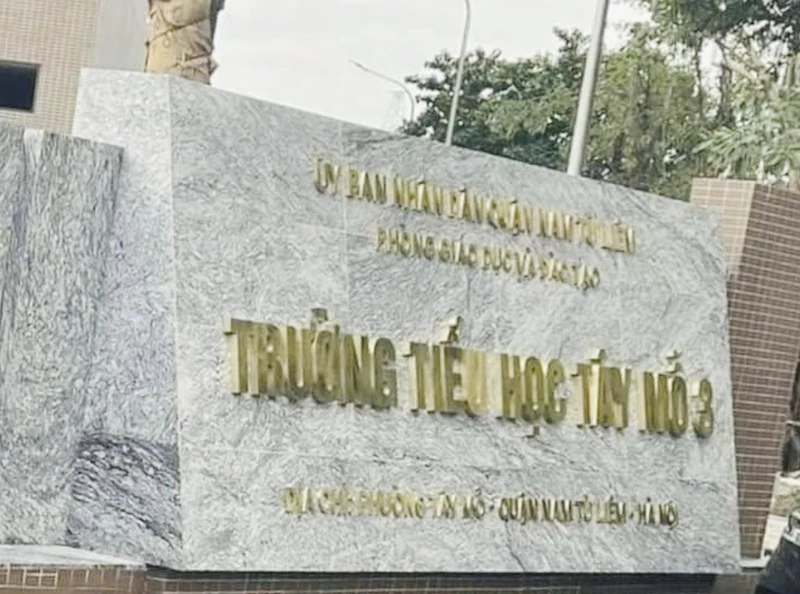 ỦY BAN NHÂN DÂN QUẬN NAM TỪ LIÊM
PHÒNG GIÁO DỤC VÀ ĐÀO TẠO
TRƯỜNG TIỂU HỌC TÂY MỖ 3
ĐỊA CHỈ: PHƯỜNG TÂY MỖ - QUẬN NAM TỪ LIÊM - HÀ NỘI